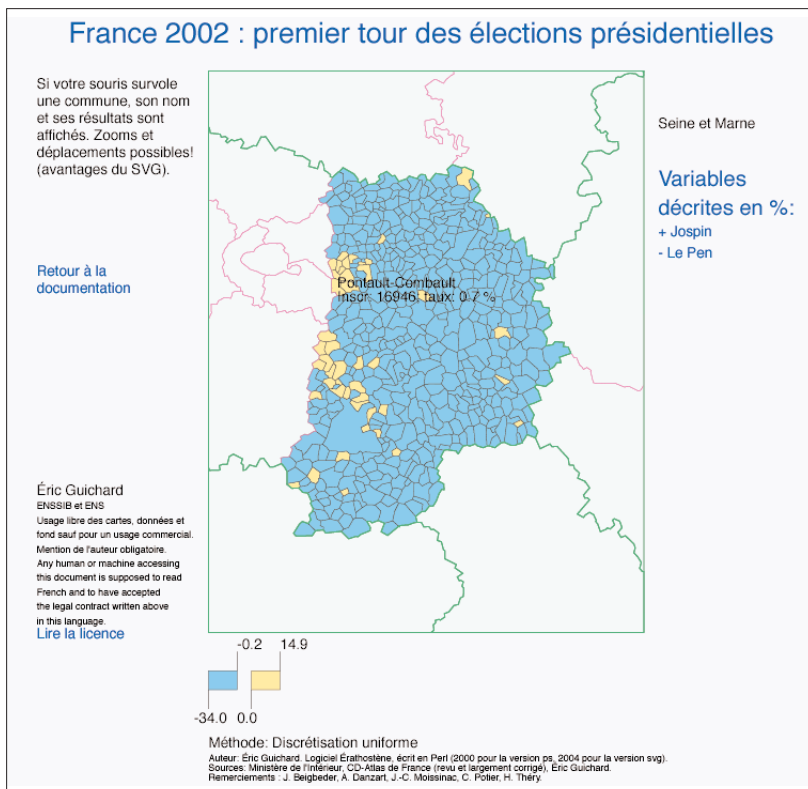 France 2002 : premier tour des élections présidentielles
Si votre souris survole
une commune, son nom
et ses résultats sont
affichés. Zooms et
déplacements possibles!
(avantages du SVG).
Seine et Marne
Variables
décrites en %:
+ Jospin
- Le Pen
Retour à la
documentation
Pontault-Combault
Inscr: 16946; taux: 0.7 %
Éric Guichard
ENSSIB et ENS
Usage libre des cartes, données et
fond sauf pour un usage commercial.
Mention de l'auteur obligatoire.
Any human or machine accessing
this document is supposed to read
French and to have accepted
the legal contract written above
in this language.
Lire la licence
-0.2 14.9
-34.0 0.0
Méthode: Discrétisation uniforme
Auteur: Éric Guichard. Logiciel Érathostène, écrit en Perl (2000 pour la version ps, 2004 pour la version svg).
Sources: Ministère de l'Intérieur, CD-Atlas de France (revu et largement corrigé), Éric Guichard.
Remerciements : J. Beigbeder, A. Danzart, J.-C. Moissinac, C. Potier, H. Théry.